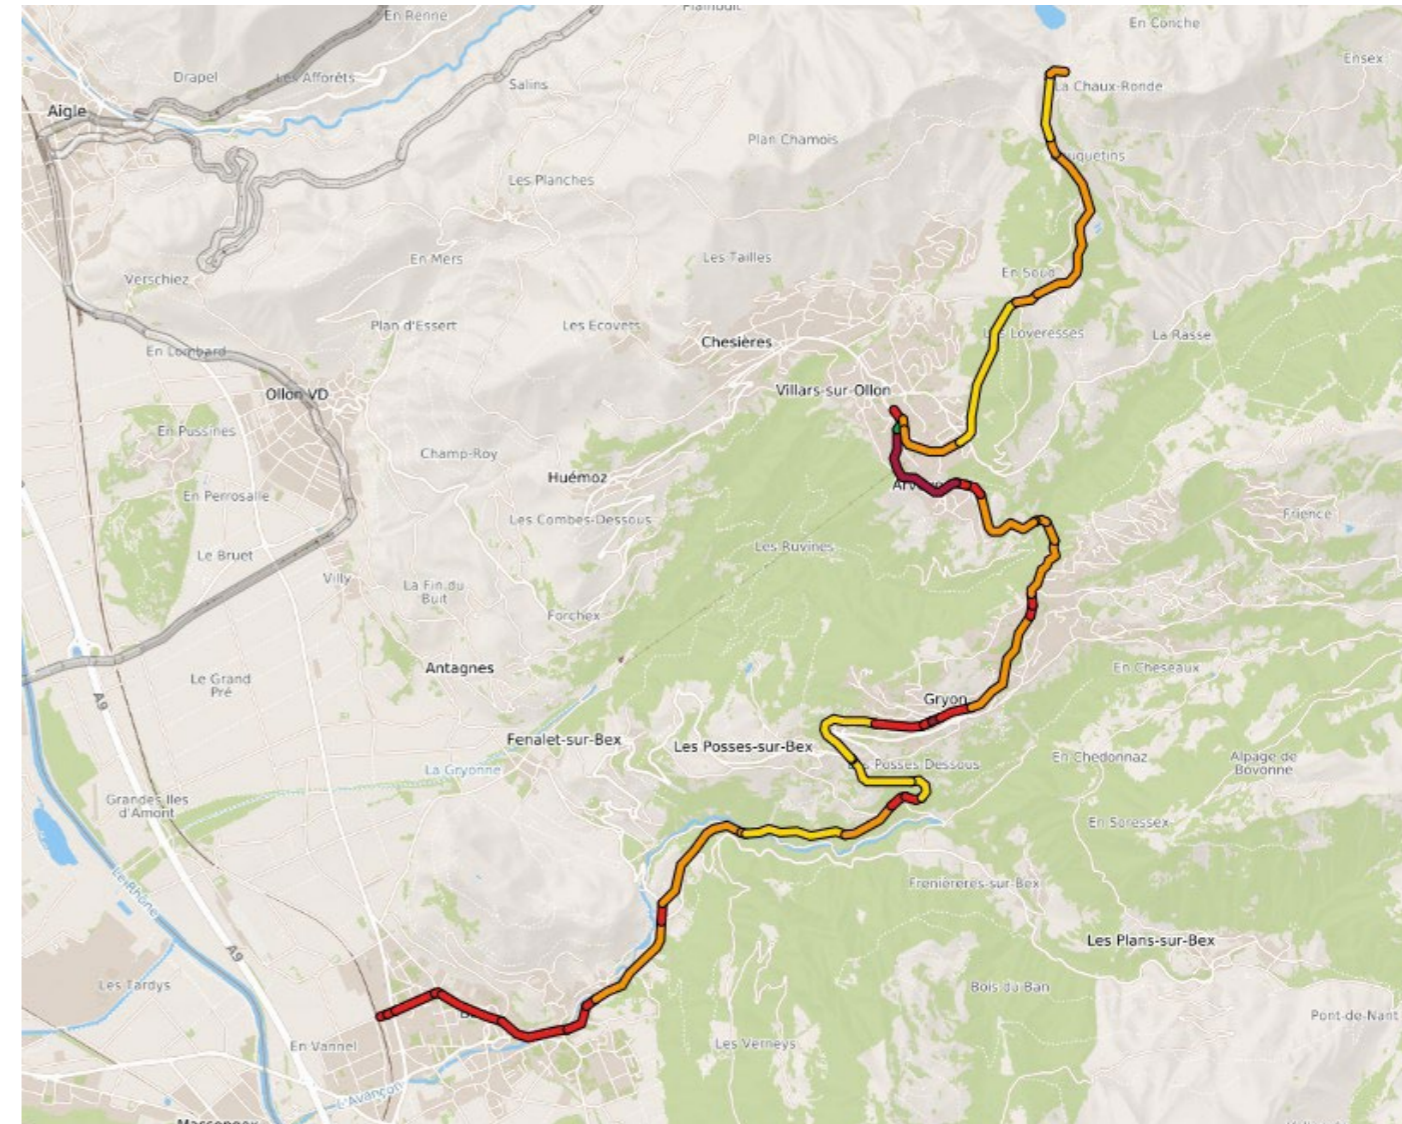 En Renne
En Conche
Ensex
Drapel
Les Afforêts
Salins
La Chaux-Ronde
Aigle
Plan Chamois
Les Planches
En Mers
Les Tailles
Verschiez
En Soud
Plan d'Essert
Les Ecovets
Chesières
La Rasse
En Lombard
Villars-sur-Ollon
Ollon VD
En Pussines
Champ-Roy
Huémoz
En Perrosalle
Les Combes-Dessous
Frience
Les Ruvines
Le Bruet
Villy
La Fin du
Buit
Forchex
Antagnes
En Cheseaux
Le Grand
Pré
A9
Gryon
Fenalet-sur-Bex
Les Posses-sur-Bex
Posses Dessous
En Chedonnaz
Alpage de
Bovonne
La Gryonne
Grandes Iles
d'Amont
En Soressex
Le Rhône
Frenières-sur-Bex
Les Plans-sur-Bex
A9
Les Tardys
Bois du Ban
Pont-de-Nant
En Vannel
Les Verneys
L'Avançon